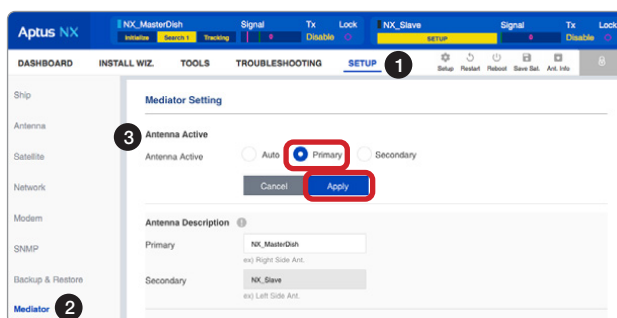 Aptus NX
NX_MasterDish Signal Tx Lock
Initialize Search 1 Tracking 0 Disable
NX_Slave Signal Tx Lock
SETUP 0 Disable
DASHBOARD INSTALL WIZ. TOOLS TROUBLESHOOTING SETUP 1
Setup Restart Reboot Save Sat. Ant. Info
Ship
Antenna
Satellite
Network
Modem
SNMP
Backup & Restore
Mediator 2
Mediator Setting
3 Antenna Active
Antenna Active Auto Primary Secondary
Cancel Apply
Antenna Description
Primary NX_MasterDish
ex) Right Side Ant.
Secondary NX_Slave
ex) Left Side Ant.